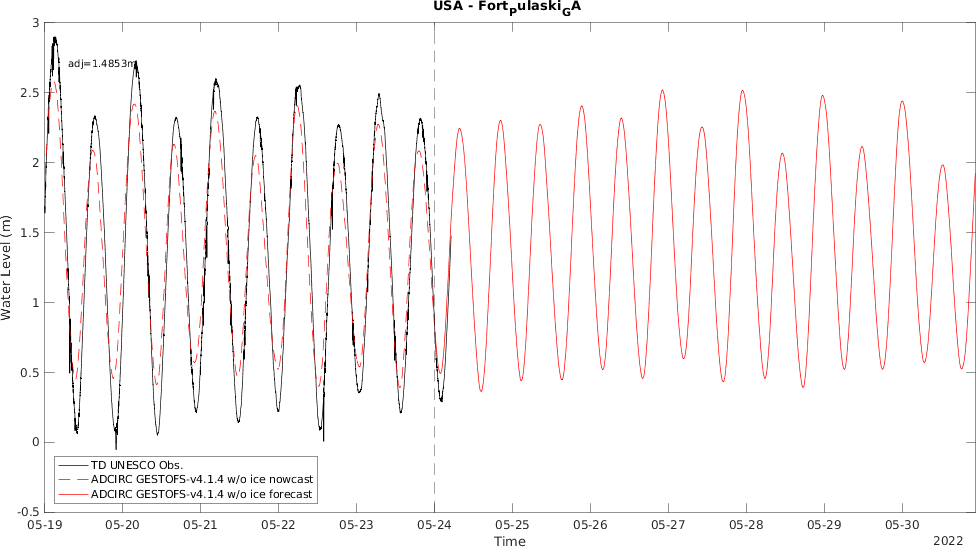 USA - FortPulaskiGA
3
adj=1.4853m
2.5
2
1.5
1
0.5
0
-0.5
Water Level (m)
TD UNESCO Obs.
ADCIRC GESTOFS-v4.1.4 w/o ice nowcast
ADCIRC GESTOFS-v4.1.4 w/o ice forecast
05-19 05-20 05-21 05-22 05-23 05-24 05-25 05-26 05-27 05-28 05-29 05-30
Time
2022